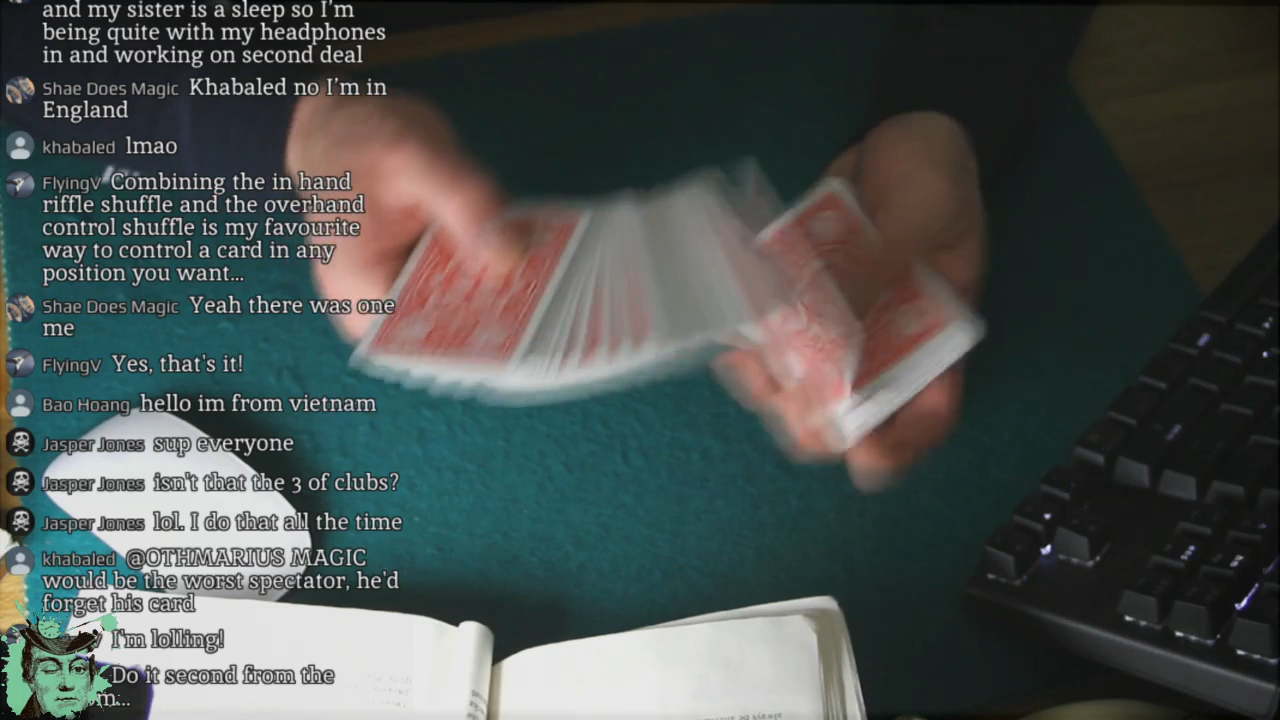 and my sister is a sleep so I'm
being quite with my headphones
in and working on second deal
Shae Does Magic Khabaled no I'm in
England
khabaled lmao
FlyingV Combining the in hand
riffle shuffle and the overhand
control shuffle is my favourite
way to control a card in any
position you want...
Shae Does Magic Yeah there was one
me
FlyingV Yes, that's it!
Bao Hoang hello im from vietnam
Jasper Jones sup everyone
Jasper Jones isn't that the 3 of clubs?
Jasper Jones lol. I do that all the time
khabaled @OTHMARIUS MAGIC
would be the worst spectator, he'd
forget his card
I'm lolling!
Do it second from the